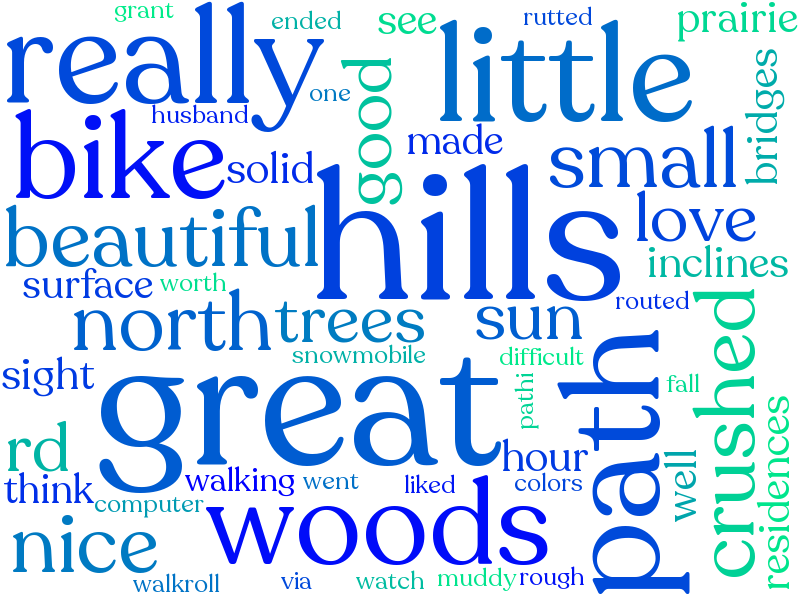 grant
ended
see
rutted
prairie
really
little
one
good
bridges
husband
bike
made
solid
small
hills
love
beautiful
inclines
surface
worth
routed
north
trees
sun
crushed
snowmobile
difficult
path
sight
great
pathi
fall
residences
rd
hour
well
think
walking
went
liked
colors
computer
woods
nice
walkroll
via
watch
muddy
rough